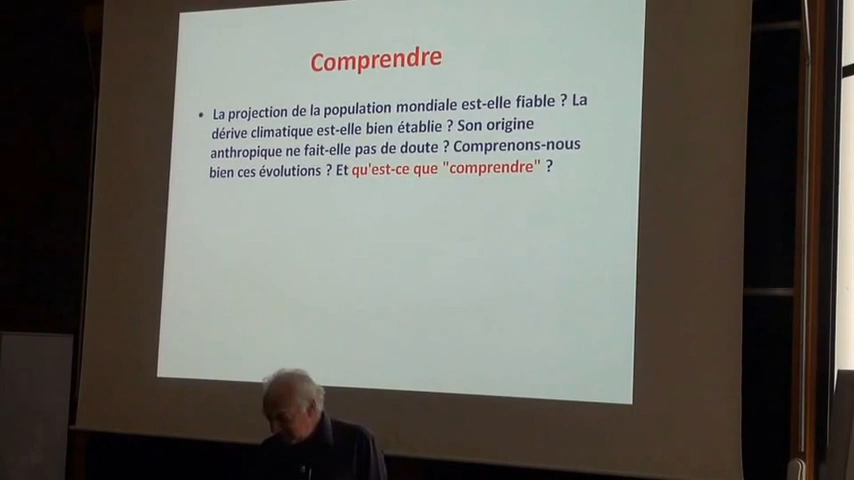 Comprendre
• La projection de la population mondiale est-elle fiable ? La
dérive climatique est-elle bien établie ? Son origine
anthropique ne fait-elle pas de doute ? Comprenons-nous
bien ces évolutions ? Et qu'est-ce que "comprendre" ?